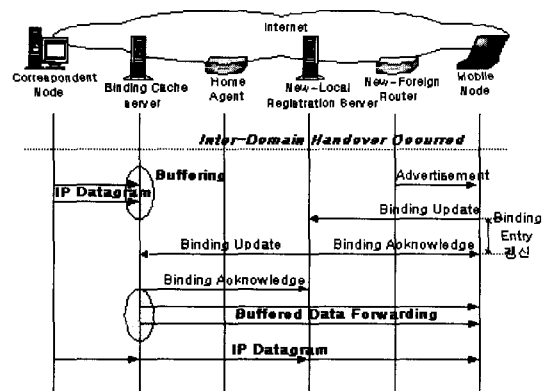 Internet
Correspondent
Node
Binding Cache
server
Home
Agent
New-Local
Registration Server
New-Foreign
Router
Mobile
Node
Inter-Domain Handover Occurred
Buffering
IP Datagram
Advertisement
Binding Update
Binding
Entry
갱신
Binding Update
Binding Acknowledge
Binding Acknowledge
Buffered Data Forwarding
IP Datagram